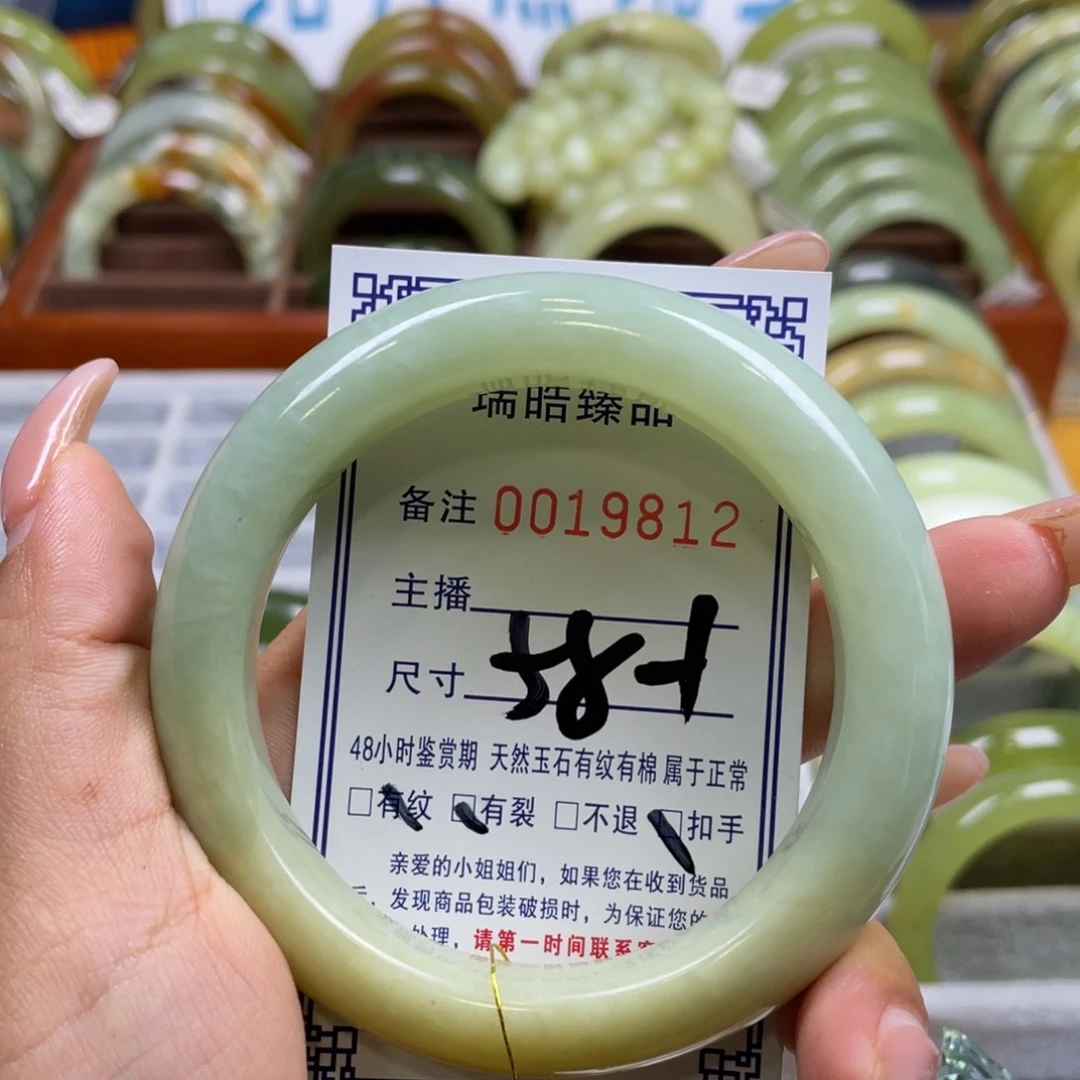 瑞皓臻品
备注 0019812
主播
尺寸
48小时鉴赏期 天然玉石有纹有棉 属于正常
□有纹 □有裂 □不退 □扣手
亲爱的小姐姐们，如果您在收到货品
，发现商品包装破损时，为保证您的
处理，请第一时间联系